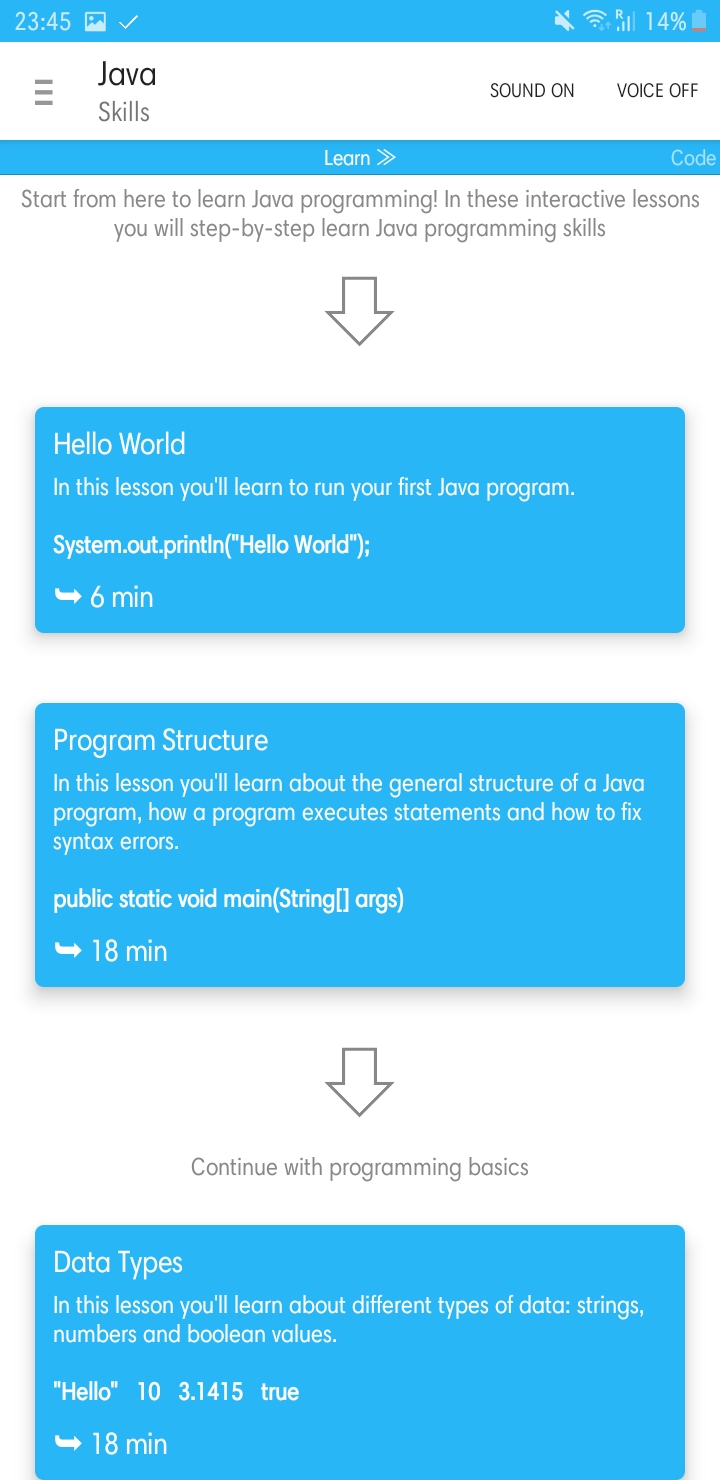 23:45 R 14%
Java
Skills
SOUND ON VOICE OFF
Learn Code
Start from here to learn Java programming! In these interactive lessons
you will step-by-step learn Java programming skills
Hello World
In this lesson you'll learn to run your first Java program.
System.out.println("Hello World");
6 min
Program Structure
In this lesson you'll learn about the general structure of a Java
program, how a program executes statements and how to fix
syntax errors.
public static void main(String[] args)
18 min
Continue with programming basics
Data Types
In this lesson you'll learn about different types of data: strings,
numbers and boolean values.
"Hello" 10 3.1415 true
18 min